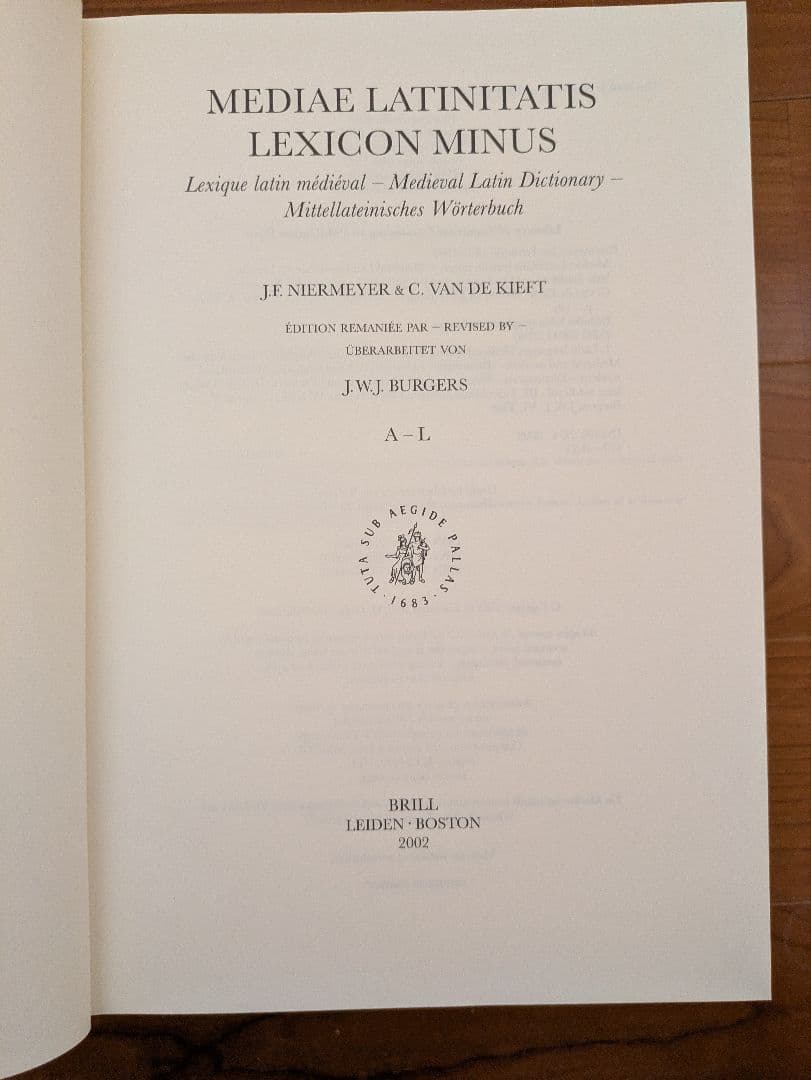 MEDIAE LATINITATIS
LEXICON MINUS
Lexique latin médiéval – Medieval Latin Dictionary –
Mittellateinisches Wörterbuch
J.F. NIERMEYER & C. VAN DE KIEFT
ÉDITION REMANIÉE PAR – REVISED BY –
ÜBERARBEITET VON
J.W.J. BURGERS
A – L
· TUTA SUB AEGIDE PALLAS ·
1683
BRILL
LEIDEN · BOSTON
2002